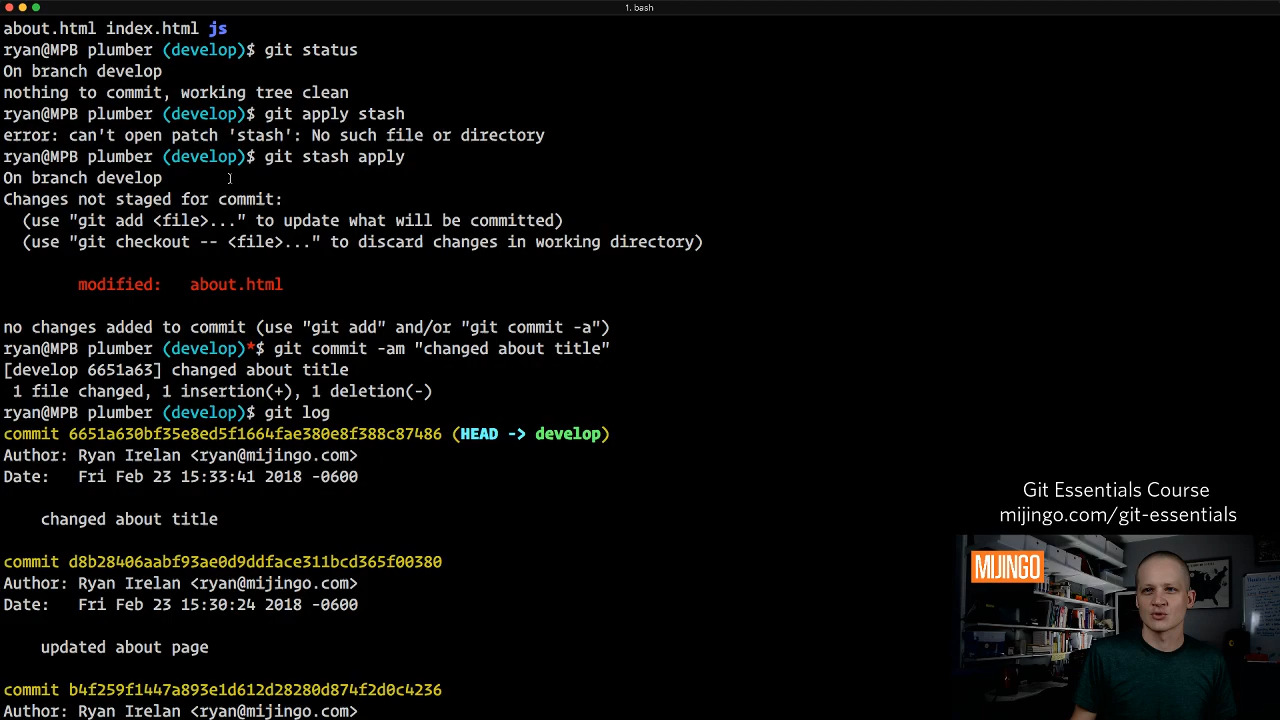 1. bash
about.html index.html js
ryan@MPB plumber (develop)$ git status
On branch develop
nothing to commit, working tree clean
ryan@MPB plumber (develop)$ git apply stash
error: can't open patch 'stash': No such file or directory
ryan@MPB plumber (develop)$ git stash apply
On branch develop
Changes not staged for commit:
  (use "git add <file>..." to update what will be committed)
  (use "git checkout -- <file>..." to discard changes in working directory)
        modified:   about.html
no changes added to commit (use "git add" and/or "git commit -a")
ryan@MPB plumber (develop)*$ git commit -am "changed about title"
[develop 6651a63] changed about title
 1 file changed, 1 insertion(+), 1 deletion(-)
ryan@MPB plumber (develop)$ git log
commit 6651a630bf35e8ed5f1664fae380e8f388c87486 (HEAD -> develop)
Author: Ryan Irelan <ryan@mijingo.com>
Date:   Fri Feb 23 15:33:41 2018 -0600
    changed about title
commit d8b28406aabf93ae0d9ddface311bcd365f00380
Author: Ryan Irelan <ryan@mijingo.com>
Date:   Fri Feb 23 15:30:24 2018 -0600
    updated about page
commit b4f259f1447a893e1d612d28280d874f2d0c4236
Author: Ryan Irelan <ryan@mijingo.com>
Git Essentials Course
mijingo.com/git-essentials
MIJINGO